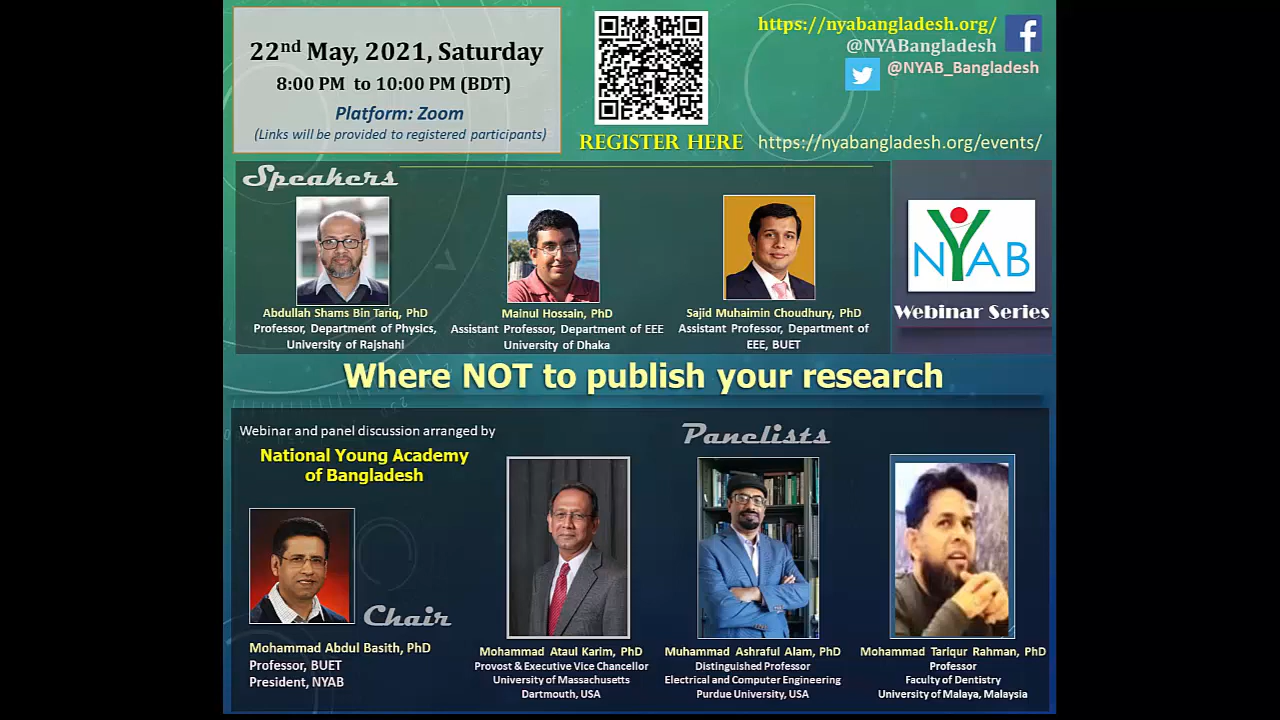 22nd May, 2021, Saturday
8:00 PM to 10:00 PM (BDT)
Platform: Zoom
(Links will be provided to registered participants)
REGISTER HERE
https://nyabangladesh.org/
@NYABangladesh
@NYAB_Bangladesh
https://nyabangladesh.org/events/
Speakers
Abdullah Shams Bin Tariq, PhD
Professor, Department of Physics,
University of Rajshahi
Mainul Hossain, PhD
Assistant Professor, Department of EEE
University of Dhaka
Sajid Muhaimin Choudhury, PhD
Assistant Professor, Department of
EEE, BUET
NYAB
Webinar Series
Where NOT to publish your research
Webinar and panel discussion arranged by
National Young Academy
of Bangladesh
Chair
Mohammad Abdul Basith, PhD
Professor, BUET
President, NYAB
Panelists
Mohammad Ataul Karim, PhD
Provost & Executive Vice Chancellor
University of Massachusetts
Dartmouth, USA
Muhammad Ashraful Alam, PhD
Distinguished Professor
Electrical and Computer Engineering
Purdue University, USA
Mohammad Tariqur Rahman, PhD
Professor
Faculty of Dentistry
University of Malaya, Malaysia